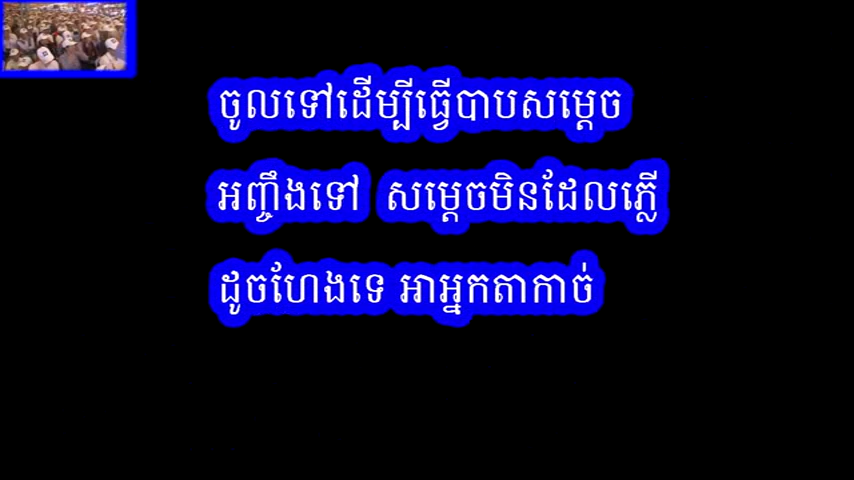 ចូលទៅដើម្បីធ្វើបាបសម្តេច
អញ្ចឹងទៅ សម្តេចមិនដែលភ្លើ
ដូចហែងទេ អាអ្នកតាកាច់